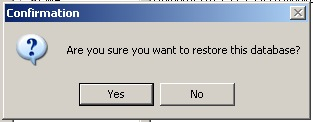 Confirmation
Are you sure you want to restore this database?
Yes
No